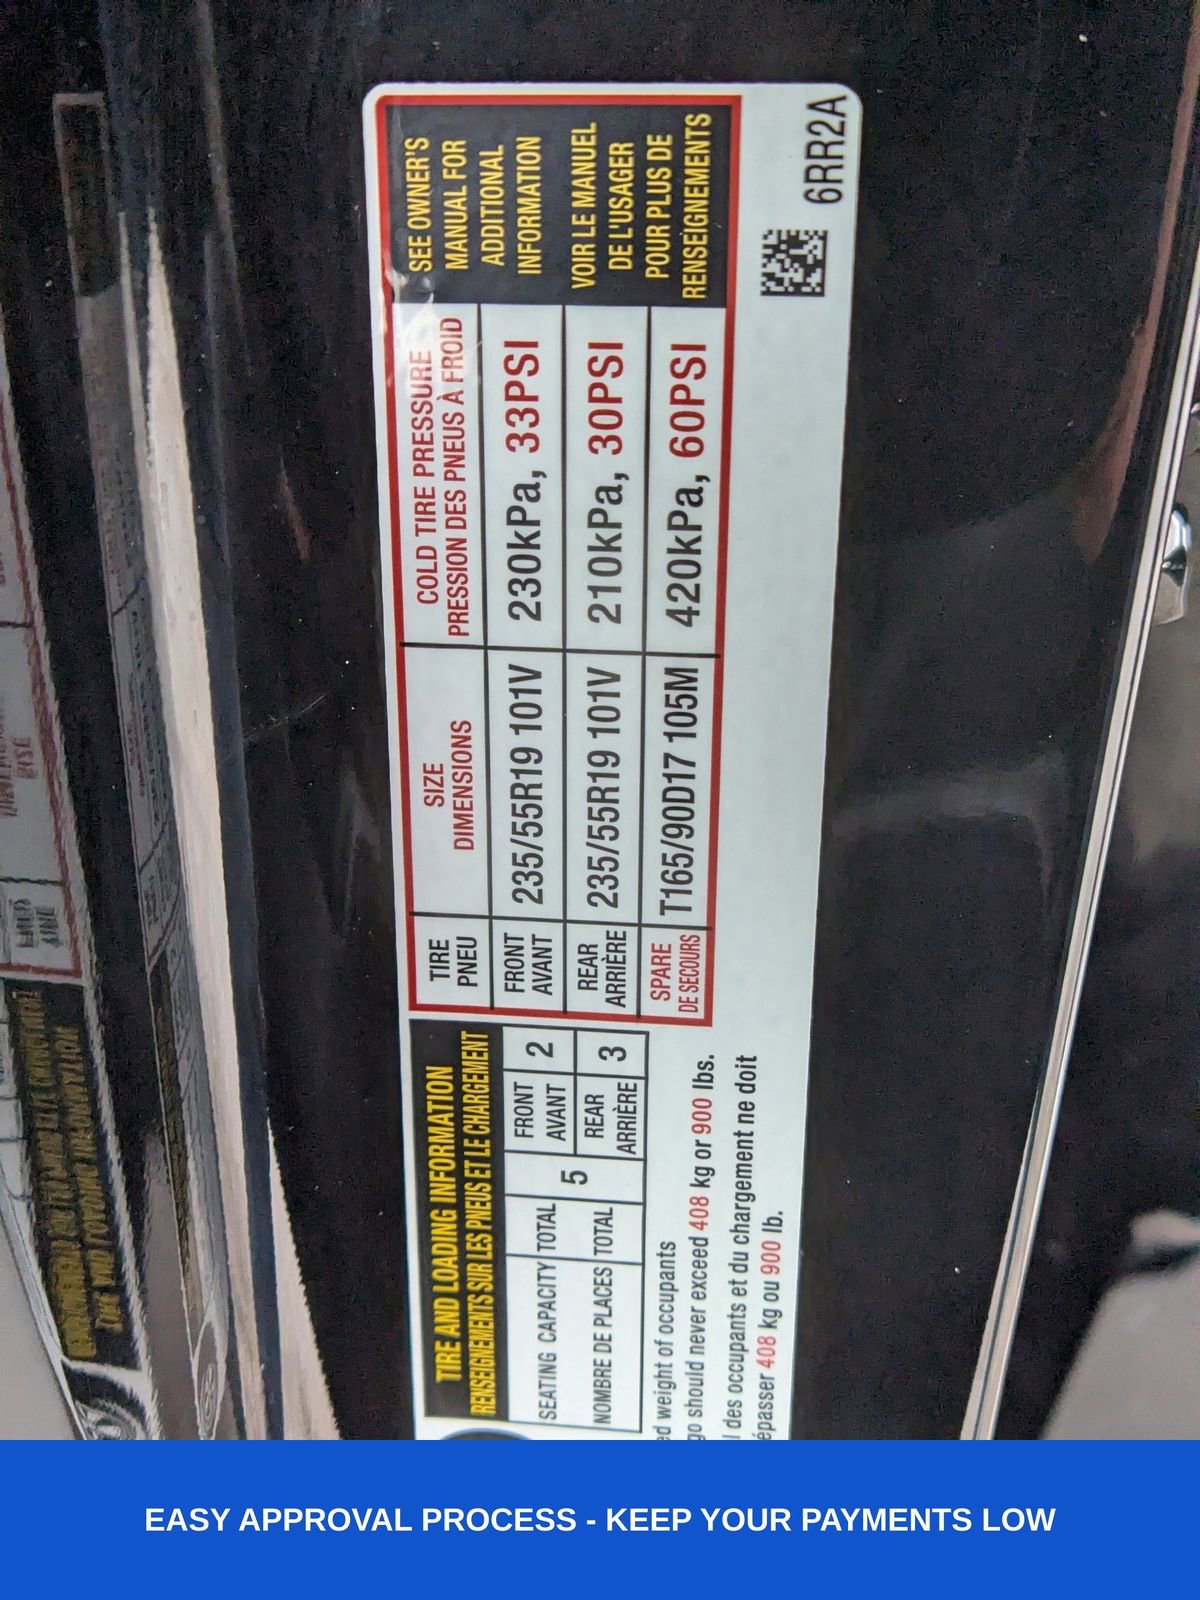 TIRE AND LOADING INFORMATION
RENSEIGNEMENTS SUR LES PNEUS ET LE CHARGEMENT
SEATING CAPACITY TOTAL 5 FRONT AVANT 2
NOMBRE DE PLACES TOTAL REAR ARRIÈRE 3
weight of occupants
should never exceed 408 kg or 900 lbs.
des occupants et du chargement ne doit
408 kg ou 900 lb.
TIRE
PNEU
SIZE
DIMENSIONS
COLD TIRE PRESSURE
PRESSION DES PNEUS À FROID
FRONT
AVANT
235/55R19 101V
230kPa, 33PSI
REAR
ARRIÈRE
235/55R19 101V
210kPa, 30PSI
SPARE
DE SECOURS
T165/90D17 105M
420kPa, 60PSI
SEE OWNER'S
MANUAL FOR
ADDITIONAL
INFORMATION
VOIR LE MANUEL
DE L'USAGER
POUR PLUS DE
RENSEIGNEMENTS
6RR2A
EASY APPROVAL PROCESS - KEEP YOUR PAYMENTS LOW